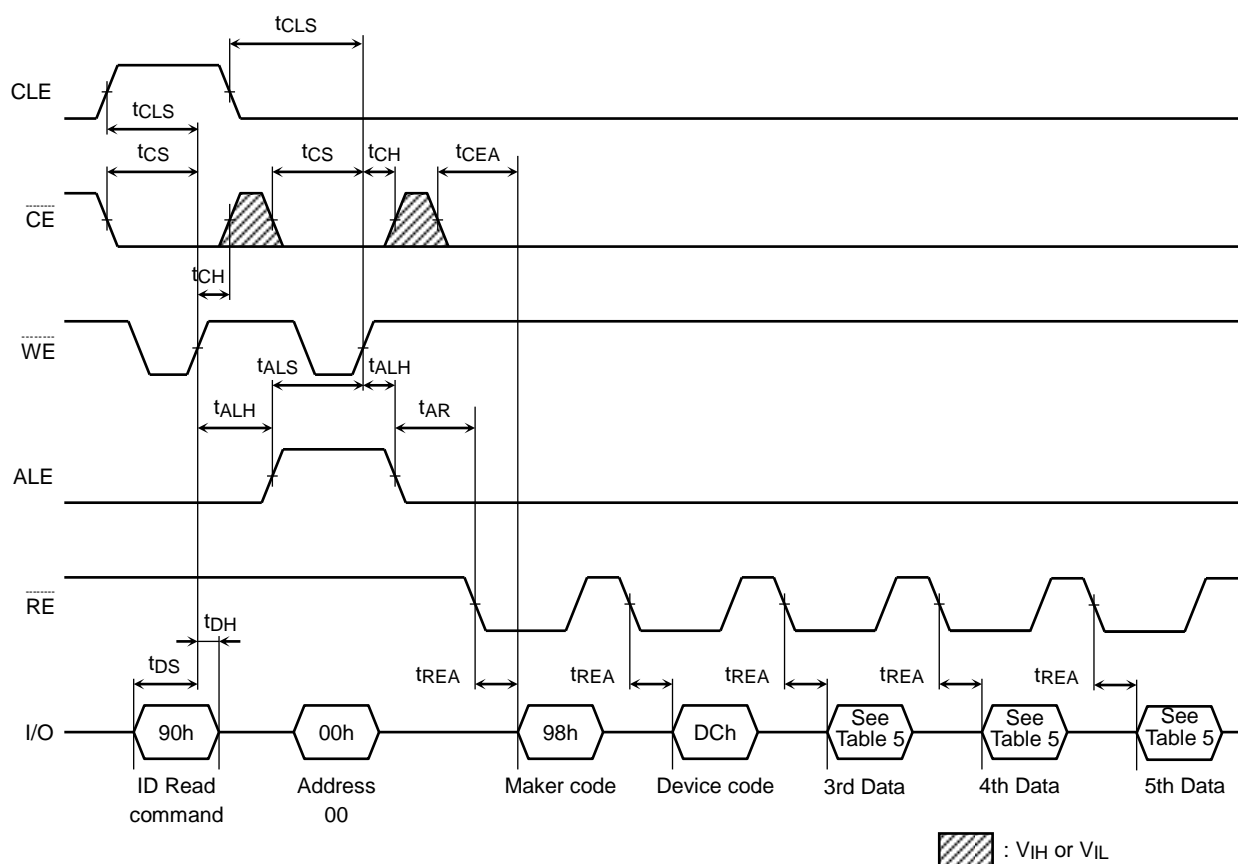 tCLS
CLE
tCLS
tCS
tCS
tCH
tCEA
CE
tCH
WE
tALS
tALH
tALH
tAR
ALE
RE
tDH
tDS
tREA
tREA
tREA
tREA
tREA
I/O
90h
00h
98h
DCh
See
Table 5
See
Table 5
See
Table 5
ID Read
command
Address
00
Maker code
Device code
3rd Data
4th Data
5th Data
: VIH or VIL